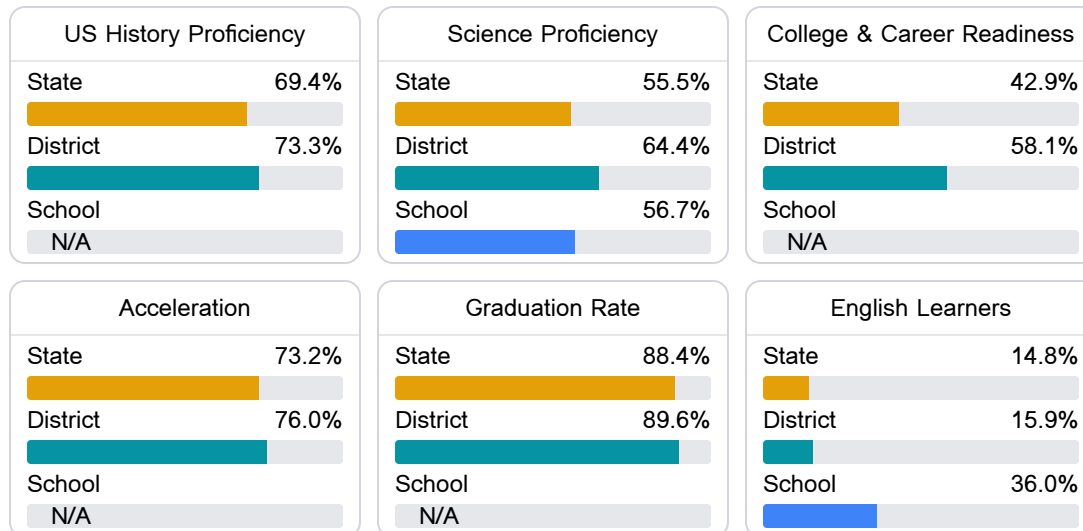 US History Proficiency
State 69.4%
District 73.3%
School
N/A
Science Proficiency
State 55.5%
District 64.4%
School 56.7%
College & Career Readiness
State 42.9%
District 58.1%
School
N/A
Acceleration
State 73.2%
District 76.0%
School
N/A
Graduation Rate
State 88.4%
District 89.6%
School
N/A
English Learners
State 14.8%
District 15.9%
School 36.0%